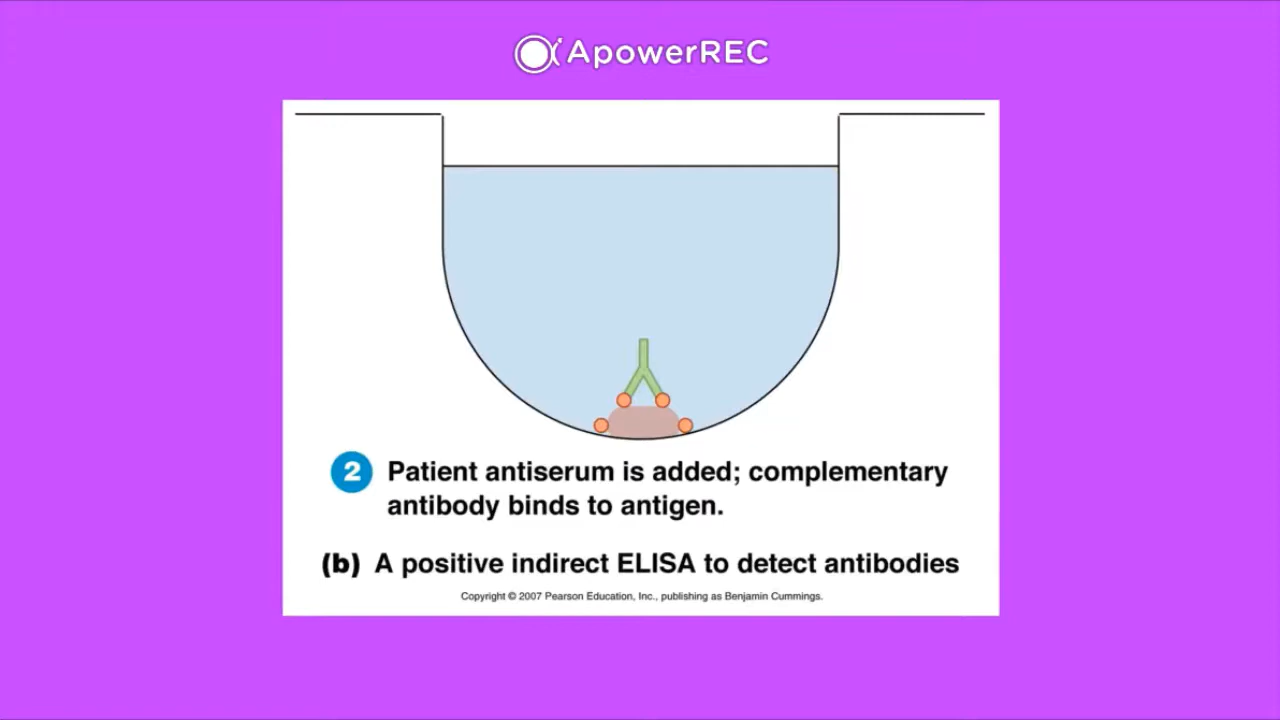 ApowerREC
2 Patient antiserum is added; complementary
antibody binds to antigen.
(b) A positive indirect ELISA to detect antibodies
Copyright © 2007 Pearson Education, Inc., publishing as Benjamin Cummings.